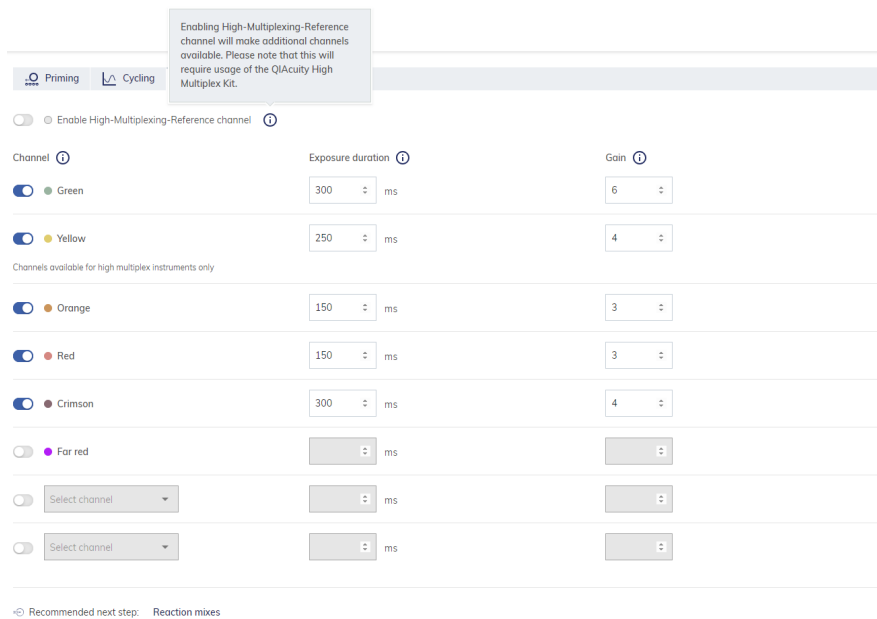 Enabling High-Multiplexing-Reference
channel will make additional channels
available. Please note that this will
require usage of the QIAcuity High
Multiplex Kit.
Priming Cycling
Enable High-Multiplexing-Reference channel
Channel Exposure duration Gain
Green 300 ms 6
Yellow 250 ms 4
Channels available for high multiplex instruments only
Orange 150 ms 3
Red 150 ms 3
Crimson 300 ms 4
Far red ms
Select channel ms
Select channel ms
Recommended next step: Reaction mixes